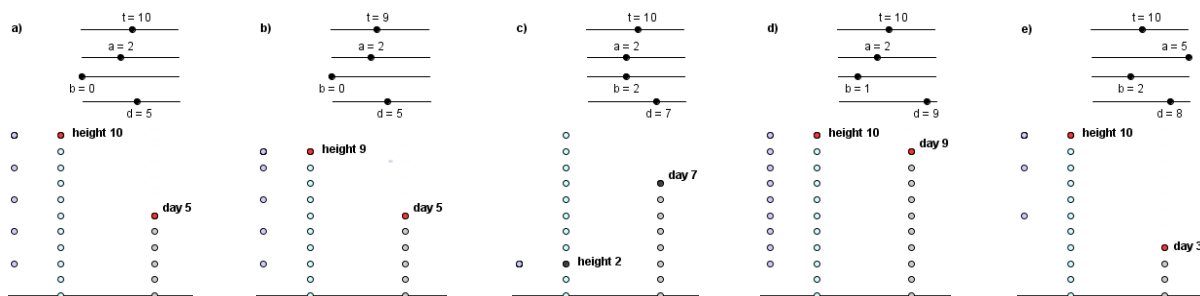 a)
t = 10
a = 2
b = 0
d = 5
height 10
day 5
b)
t = 9
a = 2
b = 0
d = 5
height 9
day 5
c)
t = 10
a = 2
b = 2
d = 7
day 7
height 2
d)
t = 10
a = 2
b = 1
d = 9
height 10
day 9
e)
t = 10
a = 5
b = 2
d = 8
height 10
day 3